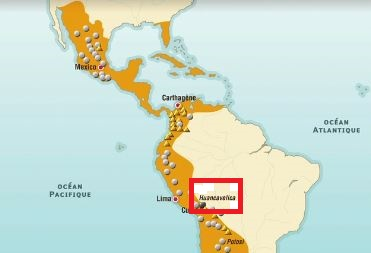 Mexico
Carthagène
OCÉAN
ATLANTIQUE
OCÉAN
PACIFIQUE
Huancavelica
Lima
Potosi